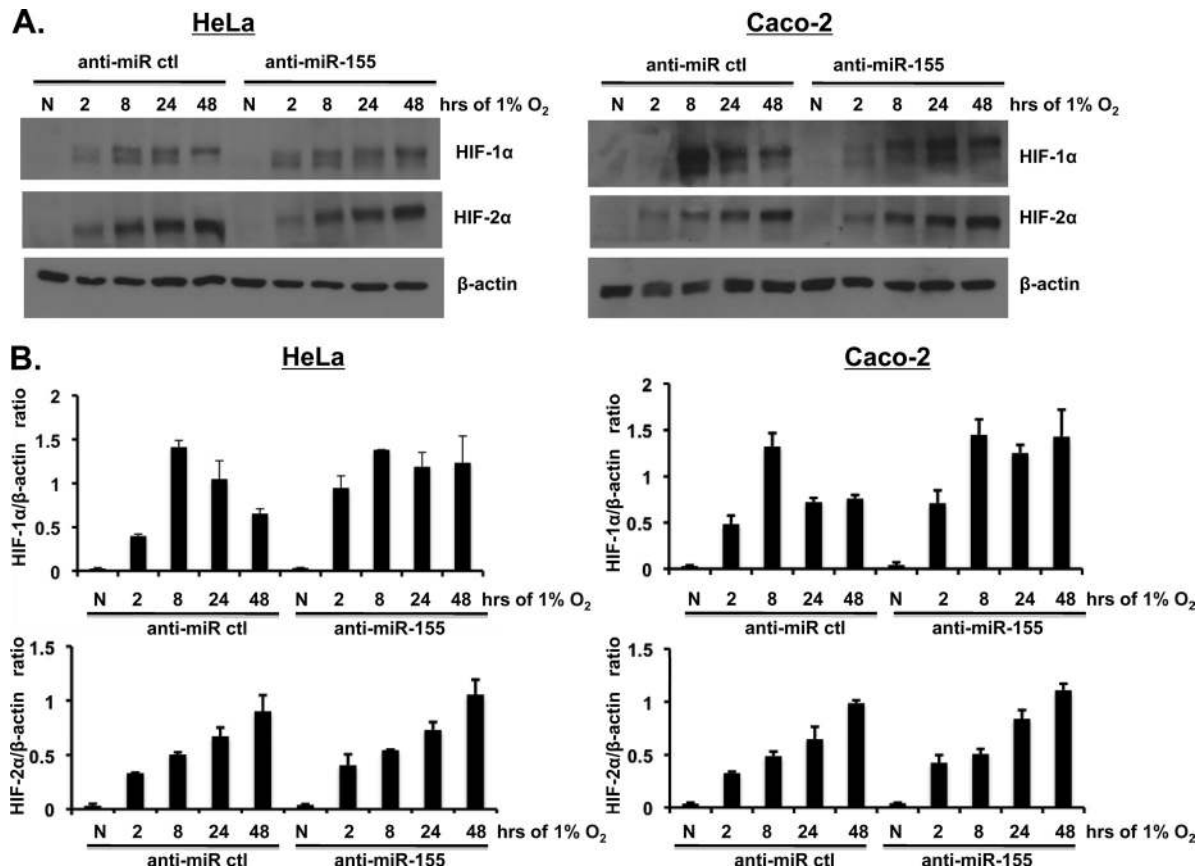 A.
HeLa
Caco-2
anti-miR ctl anti-miR-155
anti-miR ctl anti-miR-155
N 2 8 24 48 N 2 8 24 48 hrs of 1% O₂
N 2 8 24 48 N 2 8 24 48 hrs of 1% O₂
HIF-1α
HIF-1α
HIF-2α
HIF-2α
β-actin
β-actin
B.
HeLa
Caco-2
HIF-1α/β-actin ratio
2
1.5
1
0.5
0
N 2 8 24 48 N 2 8 24 48 hrs of 1% O₂
anti-miR ctl anti-miR-155
HIF-1α/β-actin ratio
2
1.5
1
0.5
0
N 2 8 24 48 N 2 8 24 48 hrs of 1% O₂
anti-miR ctl anti-miR-155
HIF-2α/β-actin ratio
1.5
1
0.5
0
N 2 8 24 48 N 2 8 24 48 hrs of 1% O₂
anti-miR ctl anti-miR-155
HIF-2α/β-actin ratio
1.5
1
0.5
0
N 2 8 24 48 N 2 8 24 48 hrs of 1% O₂
anti-miR ctl anti-miR-155